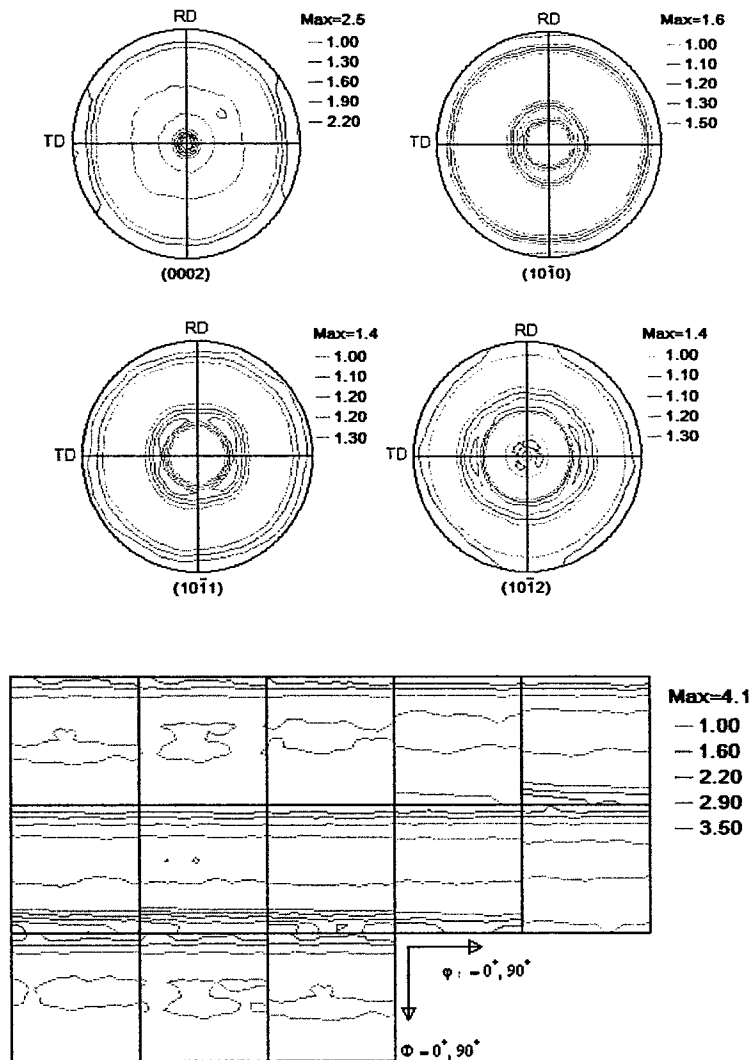 RD
Max=2.5
1.00
1.30
1.60
1.90
2.20
TD
(0002)
RD
Max=1.6
1.00
1.10
1.20
1.30
1.50
TD
(101̄0)
RD
Max=1.4
1.00
1.10
1.20
1.20
1.30
TD
(101̄1)
RD
Max=1.4
1.00
1.10
1.10
1.20
1.30
TD
(101̄2)
Max=4.1
1.00
1.60
2.20
2.90
3.50
φ₁ = 0°, 90°
Φ = 0°, 90°